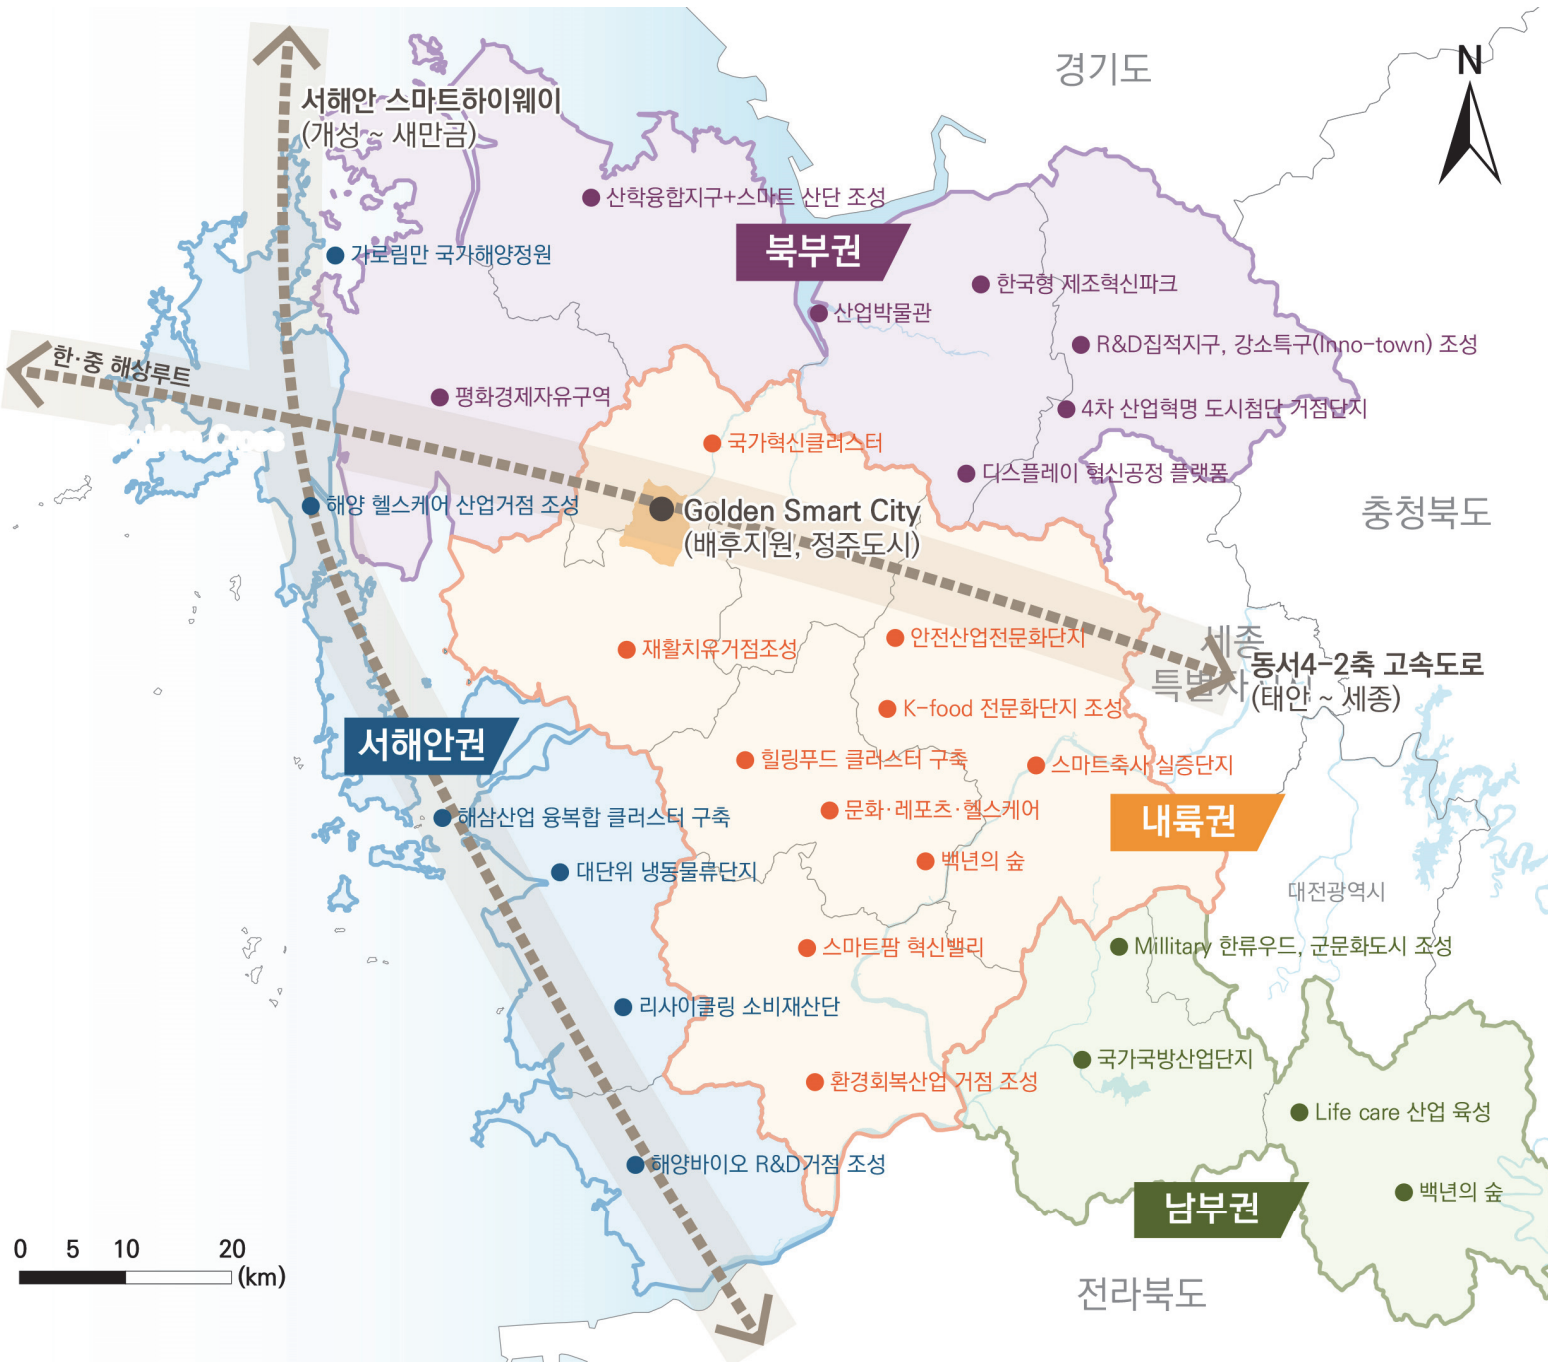 경기도
N
서해안 스마트하이웨이
(개성 ~ 새만금)
산학융합지구+스마트 산단 조성
북부권
가로림만 국가해양정원
한국형 제조혁신파크
산업박물관
R&D집적지구, 강소특구(Inno-town) 조성
한·중 해상루트
평화경제자유구역
4차 산업혁명 도시첨단 거점단지
국가혁신클러스터
Golden Cross
디스플레이 혁신공정 플랫폼
해양 헬스케어 산업거점 조성
Golden Smart City
(배후지원, 정주도시)
충청북도
안전산업전문화단지
세종
재활치유거점조성
동서4-2축 고속도로
(태안 ~ 세종)
특별자
K-food 전문화단지 조성
서해안권
힐링푸드 클러스터 구축
스마트축사 실증단지
문화·레포츠·헬스케어
내륙권
해삼산업 융복합 클러스터 구축
백년의 숲
대단위 냉동물류단지
대전광역시
스마트팜 혁신밸리
Millitary 한류우드, 군문화도시 조성
리사이클링 소비재산단
국가국방산업단지
환경회복산업 거점 조성
Life care 산업 육성
해양바이오 R&D거점 조성
백년의 숲
남부권
0 5 10 20
(km)
전라북도